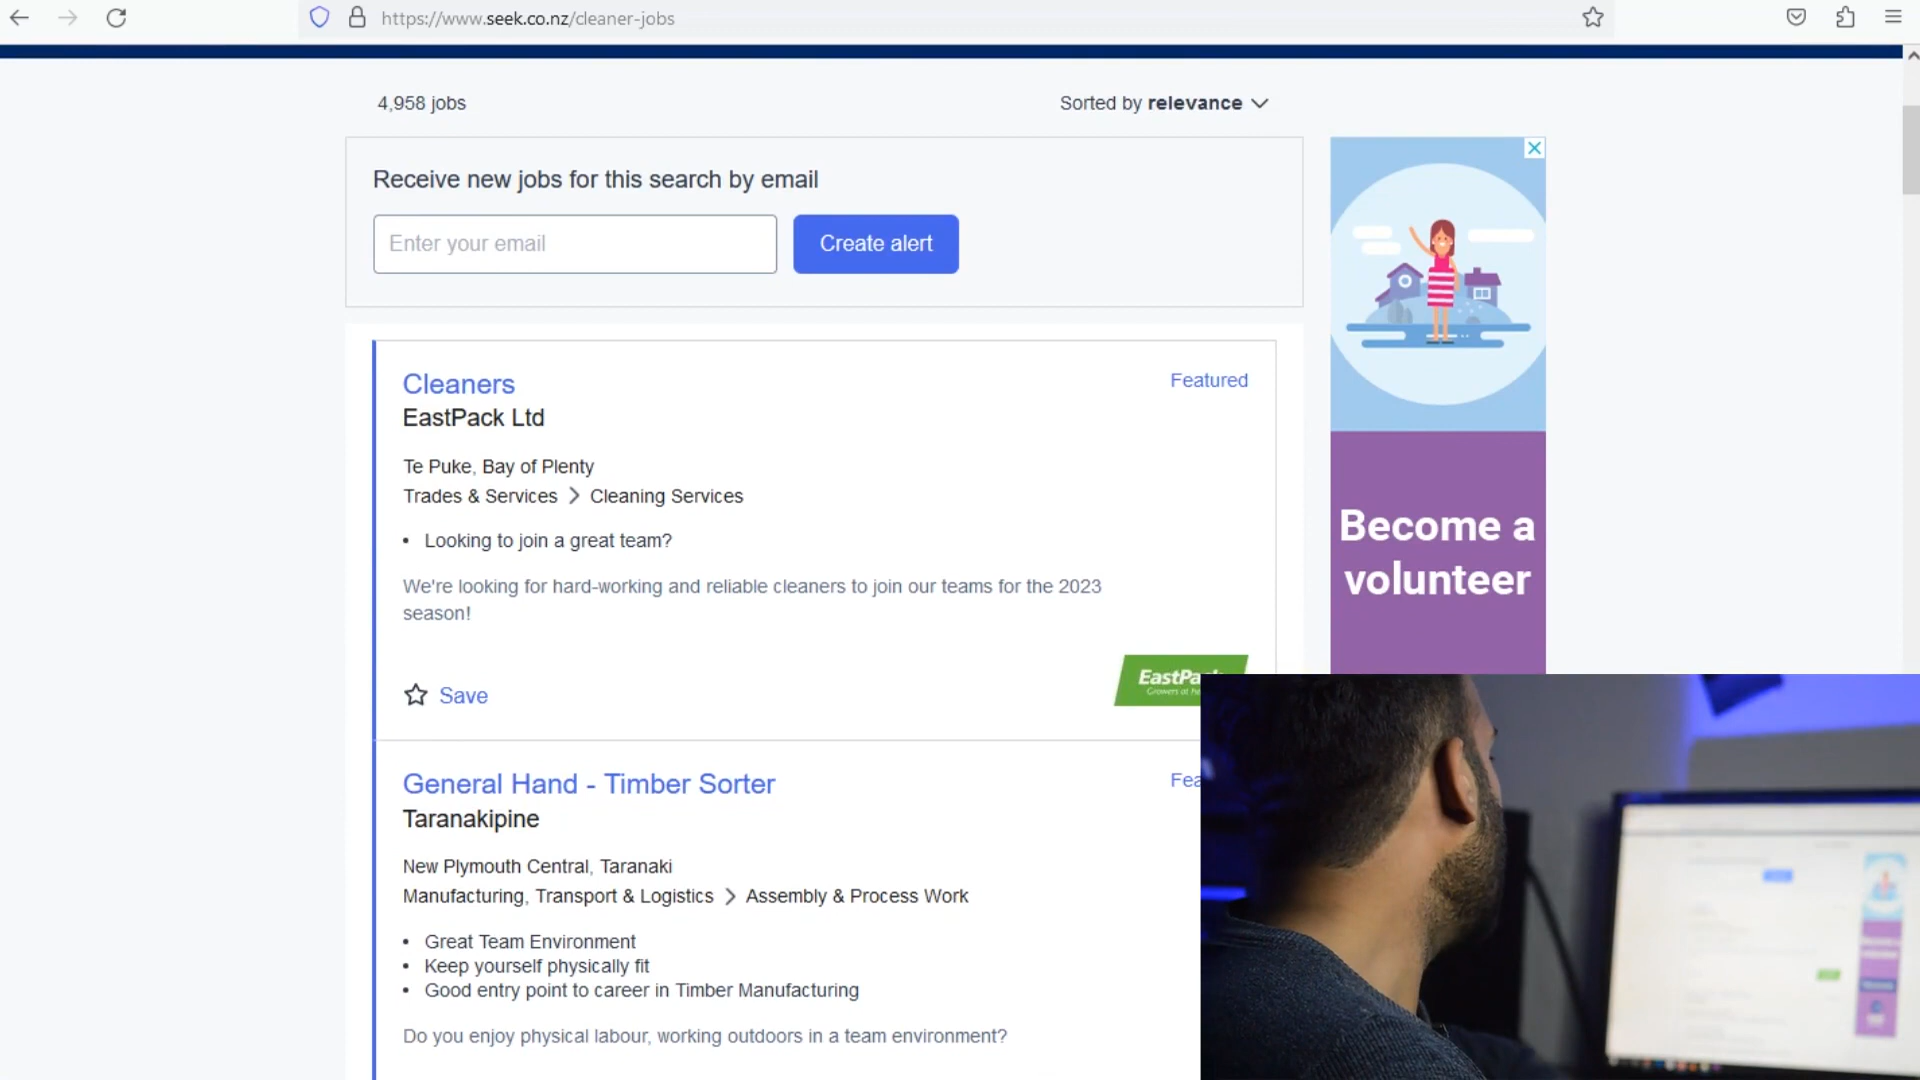 https://www.seek.co.nz/cleaner-jobs
4,958 jobs
Sorted by relevance
Receive new jobs for this search by email
Enter your email
Create alert
Cleaners
Featured
EastPack Ltd
Te Puke, Bay of Plenty
Trades & Services > Cleaning Services
• Looking to join a great team?
We're looking for hard-working and reliable cleaners to join our teams for the 2023
season!
EastPa
Growers at
Save
Become a
volunteer
General Hand - Timber Sorter
Fea
Taranakipine
New Plymouth Central, Taranaki
Manufacturing, Transport & Logistics > Assembly & Process Work
• Great Team Environment
• Keep yourself physically fit
• Good entry point to career in Timber Manufacturing
Do you enjoy physical labour, working outdoors in a team environment?